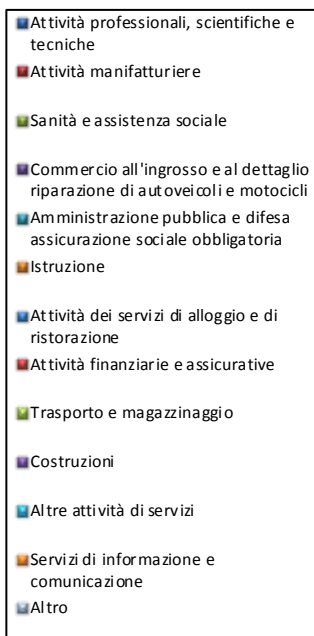 Attività professionali, scientifiche e
tecniche
Attività manifatturiere
Sanità e assistenza sociale
Commercio all'ingrosso e al dettaglio
riparazione di autoveicoli e motocicli
Amministrazione pubblica e difesa
assicurazione sociale obbligatoria
Istruzione
Attività dei servizi di alloggio e di
ristorazione
Attività finanziarie e assicurative
Trasporto e magazzinaggio
Costruzioni
Altre attività di servizi
Servizi di informazione e
comunicazione
Altro